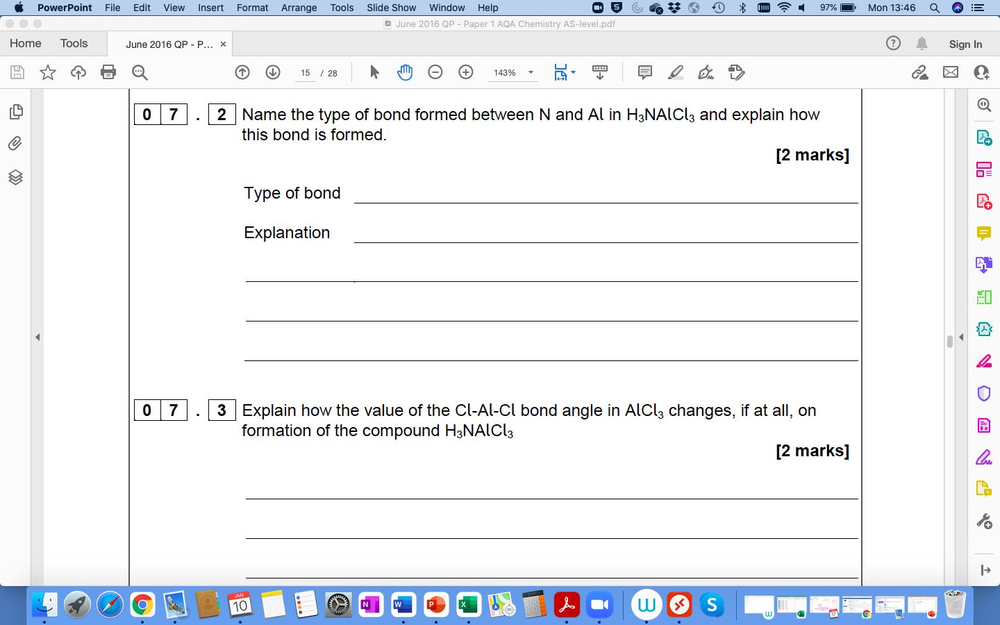 PowerPoint File Edit View Insert Format Arrange Tools Slide Show Window Help 97% Mon 13:46
June 2016 QP - Paper 1 AQA Chemistry AS-level.pdf
Home Tools June 2016 QP - P... × Sign In
15 / 28 143%
0 7 . 2 Name the type of bond formed between N and Al in H₃NAlCl₃ and explain how
this bond is formed.
[2 marks]
Type of bond
Explanation
0 7 . 3 Explain how the value of the Cl-Al-Cl bond angle in AlCl₃ changes, if at all, on
formation of the compound H₃NAlCl₃
[2 marks]
JAN
10